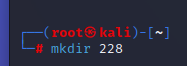 ┌──(root㉿kali)-[~]
└─# mkdir 228